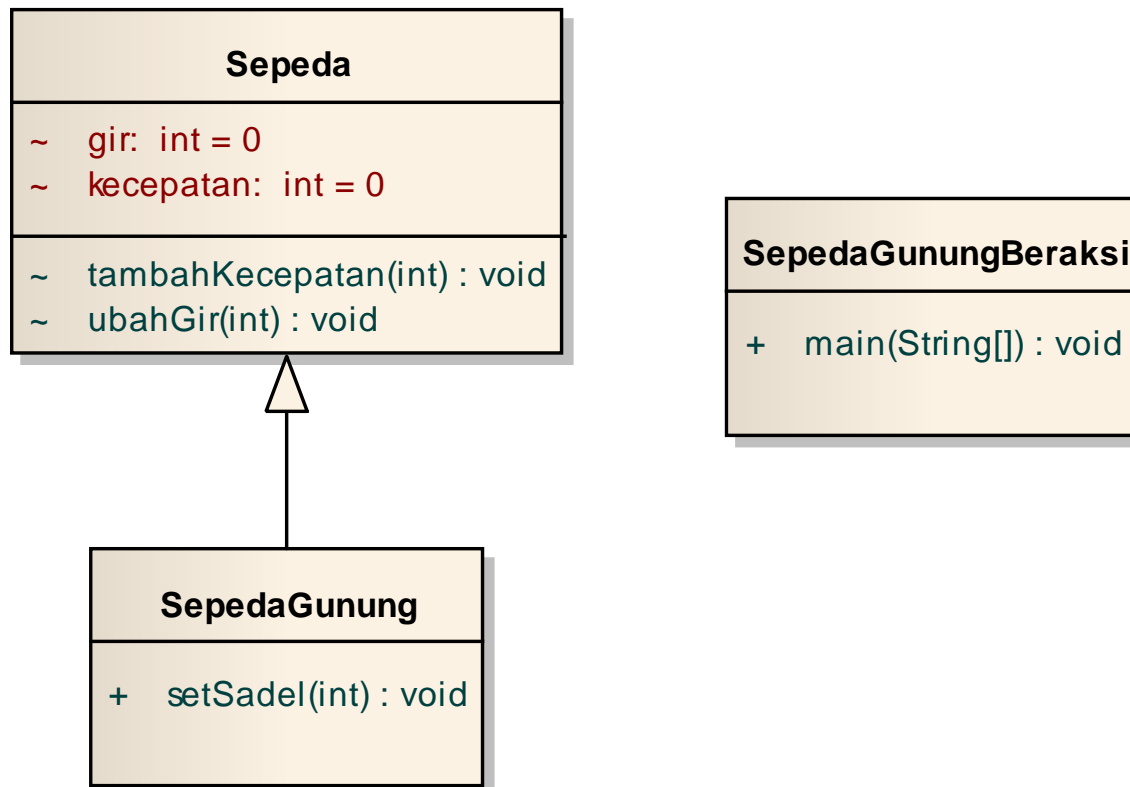 Sepeda
~ gir: int = 0
~ kecepatan: int = 0
~ tambahKecepatan(int) : void
~ ubahGir(int) : void
SepedaGunungBeraksi
+ main(String[]) : void
SepedaGunung
+ setSadel(int) : void